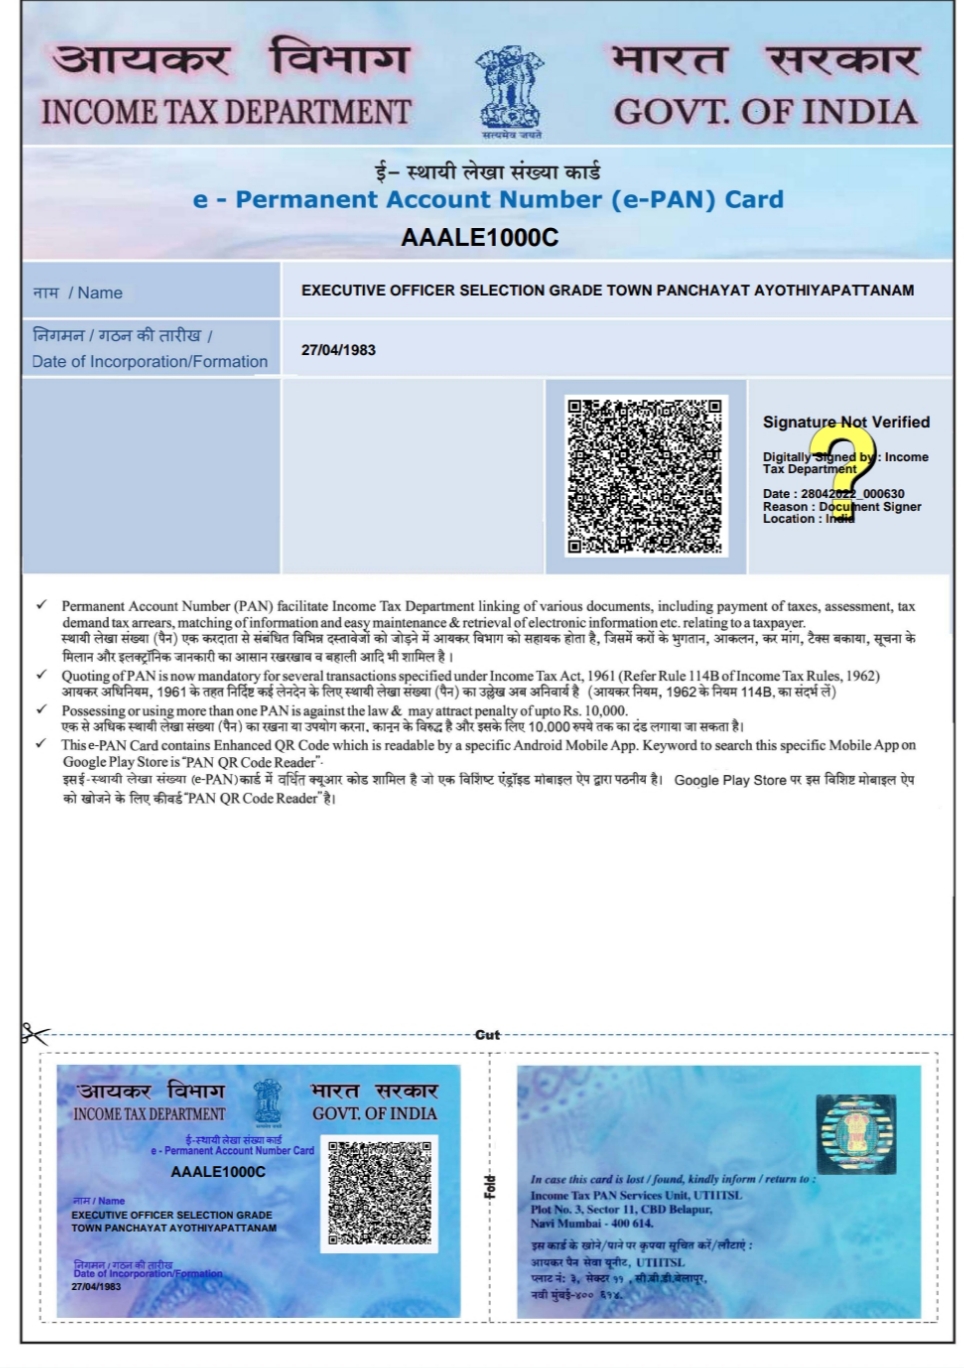 आयकर विभाग
INCOME TAX DEPARTMENT
सत्यमेव जयते
भारत सरकार
GOVT. OF INDIA
ई- स्थायी लेखा संख्या कार्ड
e - Permanent Account Number (e-PAN) Card
AAALE1000C
नाम / Name
EXECUTIVE OFFICER SELECTION GRADE TOWN PANCHAYAT AYOTHIYAPATTANAM
निगमन / गठन की तारीख /
Date of Incorporation/Formation
27/04/1983
Signature Not Verified
Digitally Signed by : Income
Tax Department
Date : 28042022_000630
Reason : Document Signer
Location : India
✓ Permanent Account Number (PAN) facilitate Income Tax Department linking of various documents, including payment of taxes, assessment, tax
demand tax arrears, matching of information and easy maintenance & retrieval of electronic information etc. relating to a taxpayer.
स्थायी लेखा संख्या (पैन) एक करदाता से संबंधित विभिन्न दस्तावेजों को जोड़ने में आयकर विभाग को सहायक होता है, जिसमें करों के भुगतान, आकलन, कर मांग, टैक्स बकाया, सूचना के
मिलान और इलक्ट्रॉनिक जानकारी का आसान रखरखाव व बहाली आदि भी शामिल है ।
✓ Quoting of PAN is now mandatory for several transactions specified under Income Tax Act, 1961 (Refer Rule 114B of Income Tax Rules, 1962)
आयकर अधिनियम, 1961 के तहत निर्दिष्ट कई लेनदेन के लिए स्थायी लेखा संख्या (पैन) का उल्लेख अब अनिवार्य है (आयकर नियम, 1962 के नियम 114B, का संदर्भ लें)
✓ Possessing or using more than one PAN is against the law & may attract penalty of upto Rs. 10,000.
एक से अधिक स्थायी लेखा संख्या (पैन) का रखना या उपयोग करना, कानून के विरुद्ध है और इसके लिए 10,000 रुपये तक का दंड लगाया जा सकता है।
✓ This e-PAN Card contains Enhanced QR Code which is readable by a specific Android Mobile App. Keyword to search this specific Mobile App on
Google Play Store is "PAN QR Code Reader".
इस ई-स्थायी लेखा संख्या (e-PAN) कार्ड में वर्धित क्यूआर कोड शामिल है जो एक विशिष्ट एंड्रॉइड मोबाइल ऐप द्वारा पठनीय है। Google Play Store पर इस विशिष्ट मोबाइल ऐप
को खोजने के लिए कीवर्ड "PAN QR Code Reader" है।
Cut
आयकर विभाग
INCOME TAX DEPARTMENT
भारत सरकार
GOVT. OF INDIA
ई-स्थायी लेखा संख्या कार्ड
e - Permanent Account Number Card
AAALE1000C
नाम / Name
EXECUTIVE OFFICER SELECTION GRADE
TOWN PANCHAYAT AYOTHIYAPATTANAM
निगमन / गठन की तारीख
Date of Incorporation/Formation
27/04/1983
Fold
In case this card is lost / found, kindly inform / return to :
Income Tax PAN Services Unit, UTIITSL
Plot No. 3, Sector 11, CBD Belapur,
Navi Mumbai - 400 614.
इस कार्ड के खोने/पाने पर कृपया सूचित करें/लौटाएं :
आयकर पैन सेवा यूनीट, UTIITSL
प्लाट नं: ३, सेक्टर ११ , सी.बी.डी.बेलापूर,
नवी मुंबई-४०० ६१४.